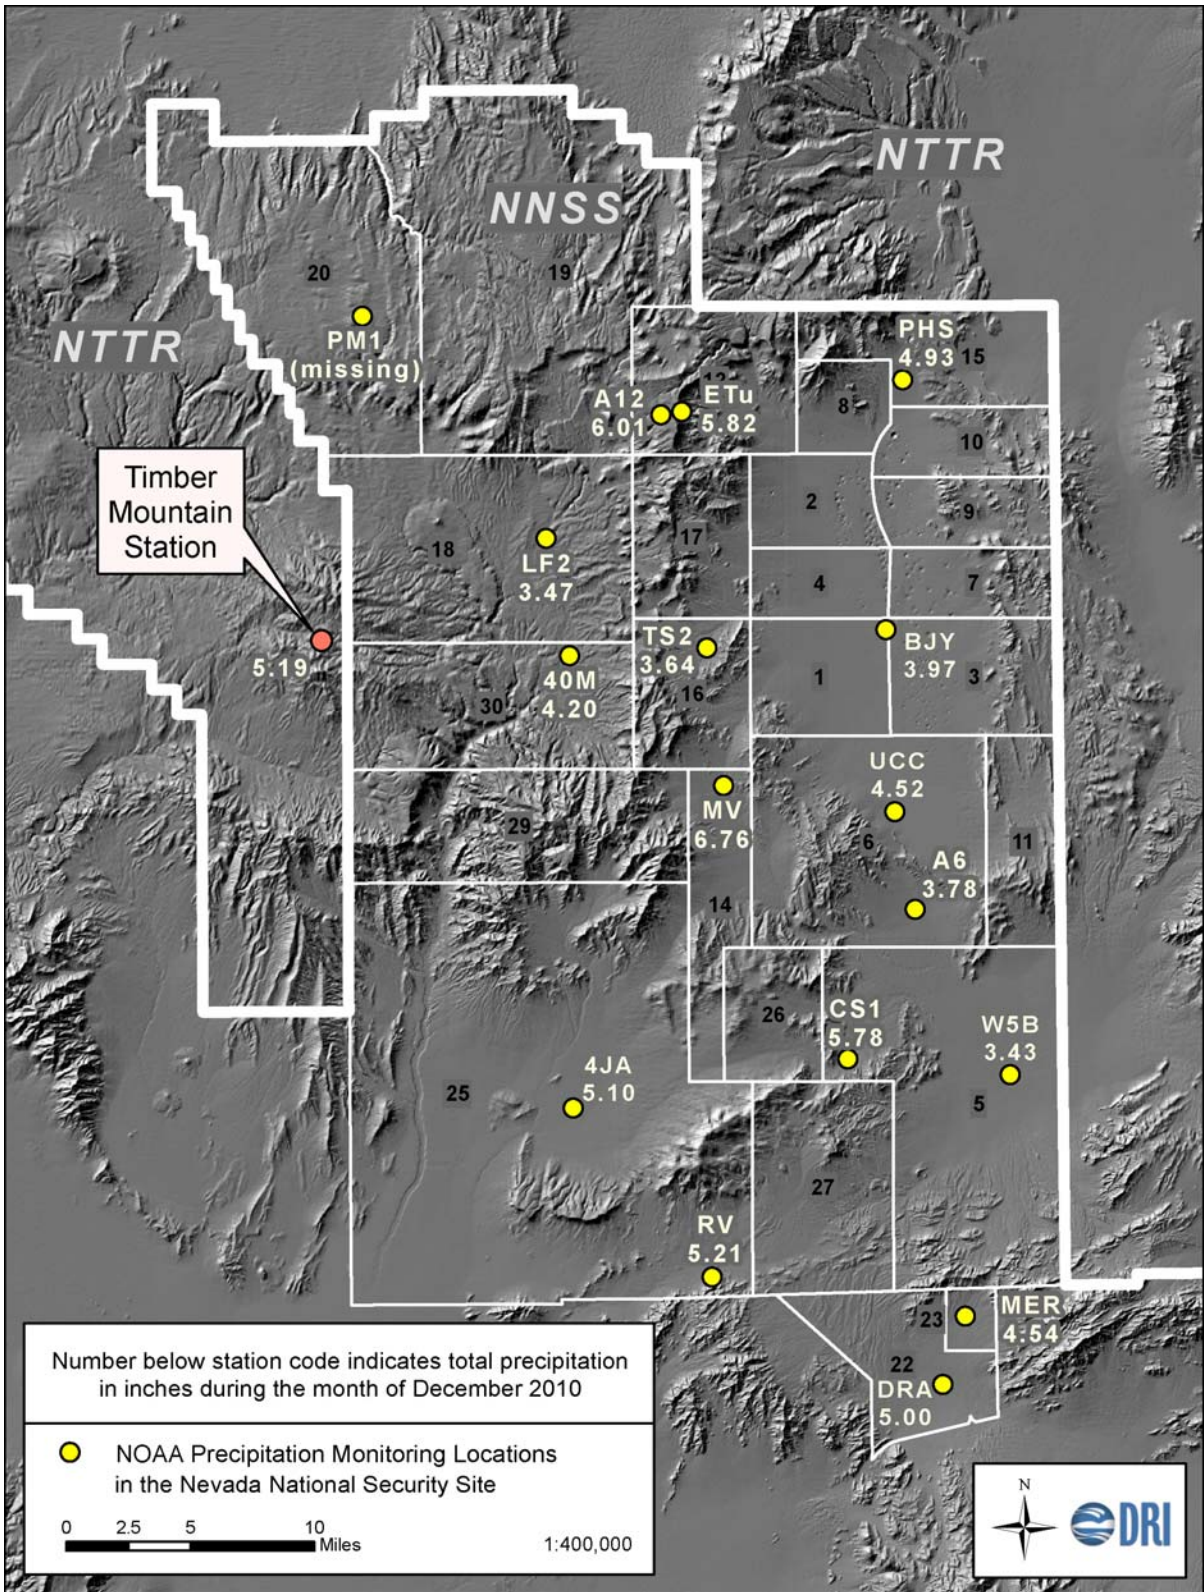 NTTR
NNSS
20
19
NTTR
PM1
(missing)
PHS
4.93
15
12
A12
6.01
ETu
5.82
8
10
Timber
Mountain
Station
2
9
18
17
LF2
3.47
4
7
5.19
TS2
3.64
BJY
3.97
40M
4.20
16
1
3
30
UCC
4.52
MV
6.76
29
6
11
A6
3.78
14
26
CS1
5.78
W5B
3.43
4JA
5.10
25
5
27
RV
5.21
MER
4.54
23
22
DRA
5.00
Number below station code indicates total precipitation
in inches during the month of December 2010
NOAA Precipitation Monitoring Locations
in the Nevada National Security Site
0 2.5 5 10
Miles
1:400,000
N
DRI